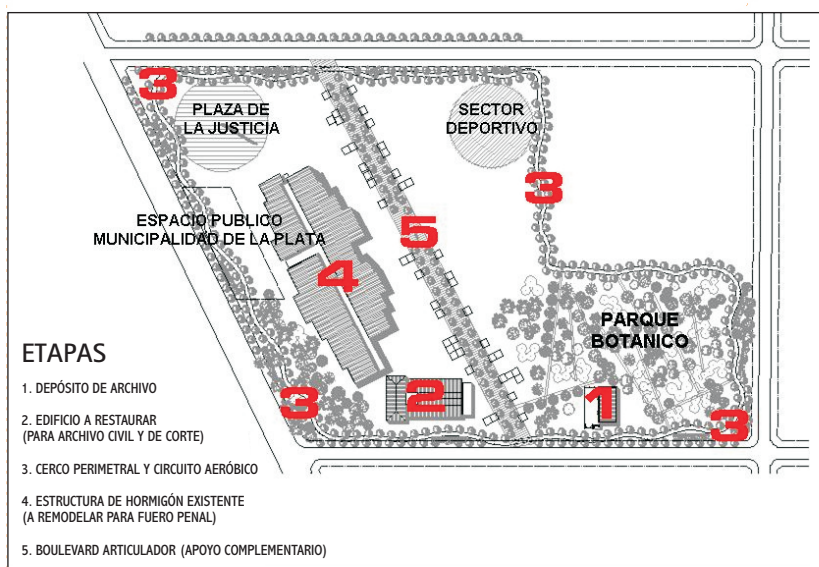 3
PLAZA DE
LA JUSTICIA
SECTOR
DEPORTIVO
3
ESPACIO PUBLICO
MUNICIPALIDAD DE LA PLATA
5
4
PARQUE
BOTANICO
ETAPAS
1. DEPÓSITO DE ARCHIVO
2. EDIFICIO A RESTAURAR
(PARA ARCHIVO CIVIL Y DE CORTE)
3. CERCO PERIMETRAL Y CIRCUITO AERÓBICO
4. ESTRUCTURA DE HORMIGÓN EXISTENTE
(A REMODELAR PARA FUERO PENAL)
5. BOULEVARD ARTICULADOR (APOYO COMPLEMENTARIO)
3
2
1
3